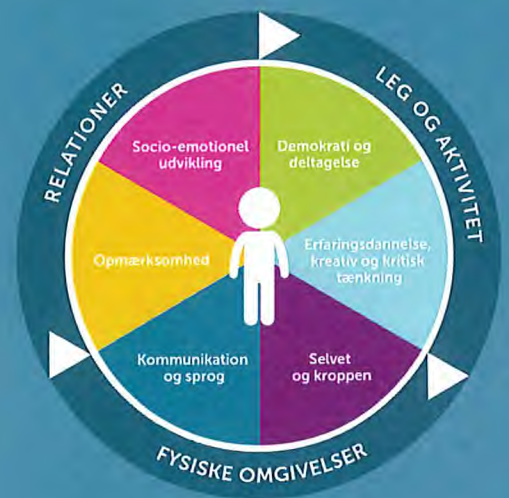 RELATIONER
LEG OG AKTIVITET
Socio-emotionel
udvikling
Demokrati og
deltagelse
Opmærksomhed
Erfaringsdannelse,
kreativ og kritisk
tænkning
Kommunikation
og sprog
Selvet
og kroppen
FYSISKE OMGIVELSER